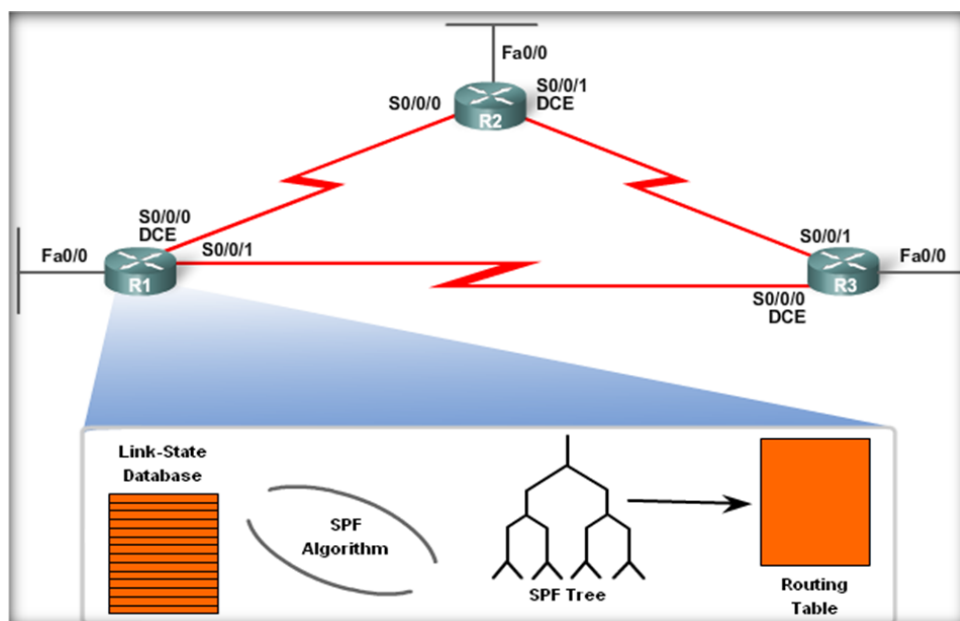 Fa0/0
S0/0/0
S0/0/1
DCE
R2
S0/0/0
DCE
S0/0/1
Fa0/0
R1
S0/0/1
Fa0/0
R3
S0/0/0
DCE
Link-State
Database
SPF
Algorithm
SPF Tree
Routing
Table